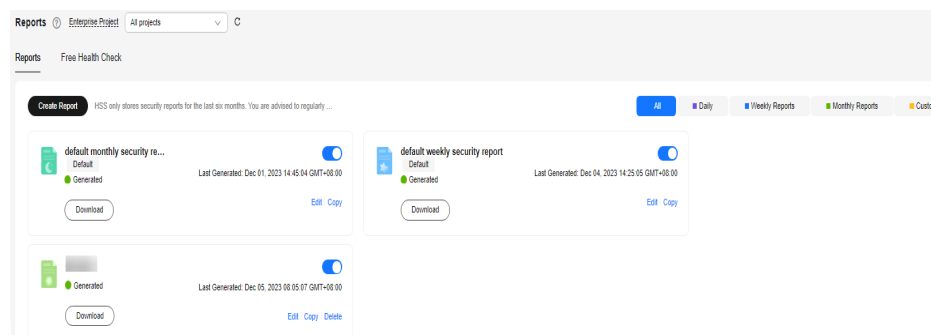 Reports ? Enterprise Project All projects
Reports Free Health Check
Create Report HSS only stores security reports for the last six months. You are advised to regularly ...
All Daily Weekly Reports Monthly Reports Custo
default monthly security re...
Default
Generated
Last Generated: Dec 01, 2023 14:45:04 GMT+08:00
Download
Edit Copy
default weekly security report
Default
Generated
Last Generated: Dec 04, 2023 14:25:05 GMT+08:00
Download
Edit Copy
Generated
Last Generated: Dec 05, 2023 08:05:07 GMT+08:00
Download
Edit Copy Delete